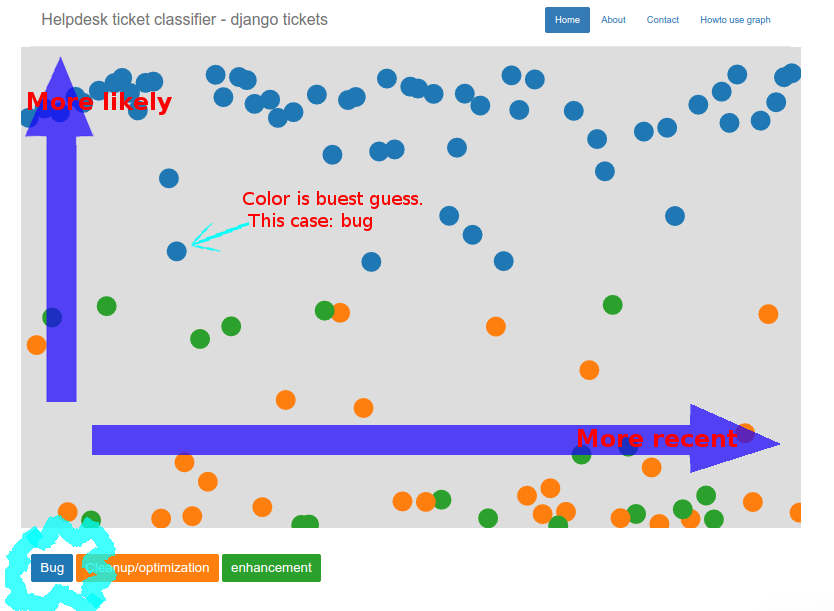 Helpdesk ticket classifier - django tickets
Home About Contact Howto use graph
More likely
Color is buest guess.
This case: bug
More recent
Bug Cleanup/optimization enhancement